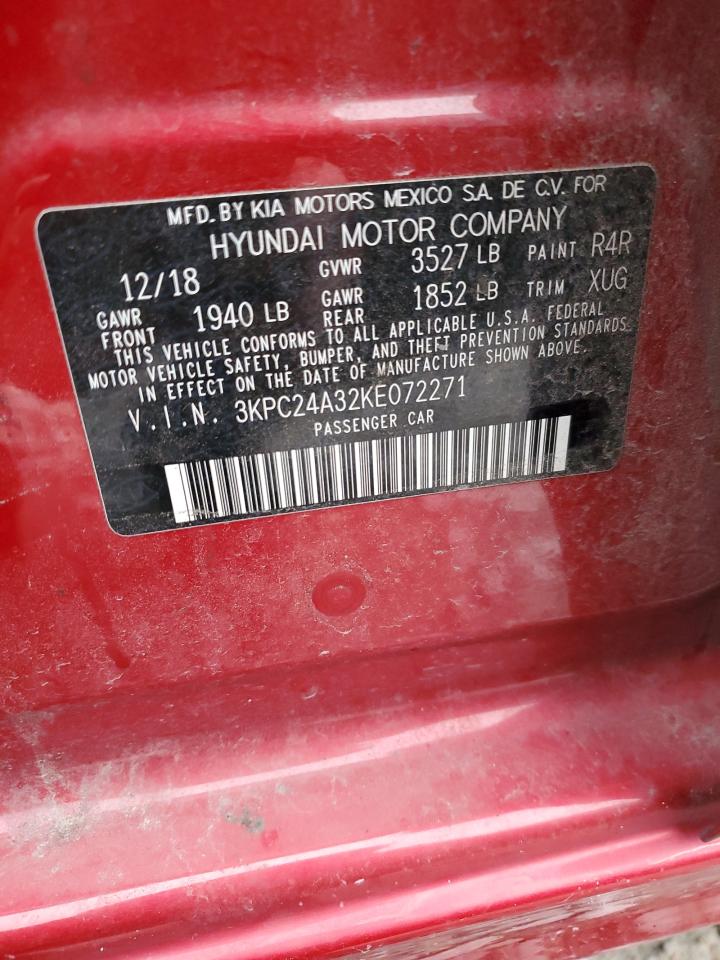 MFD. BY KIA MOTORS MEXICO S.A. DE C.V. FOR
HYUNDAI MOTOR COMPANY
12/18 GVWR 3527 LB PAINT R4R
GAWR FRONT 1940 LB GAWR REAR 1852 LB TRIM XUG
THIS VEHICLE CONFORMS TO ALL APPLICABLE U.S.A. FEDERAL
MOTOR VEHICLE SAFETY, BUMPER, AND THEFT PREVENTION STANDARDS
IN EFFECT ON THE DATE OF MANUFACTURE SHOWN ABOVE.
V.I.N. 3KPC24A32KE072271
PASSENGER CAR